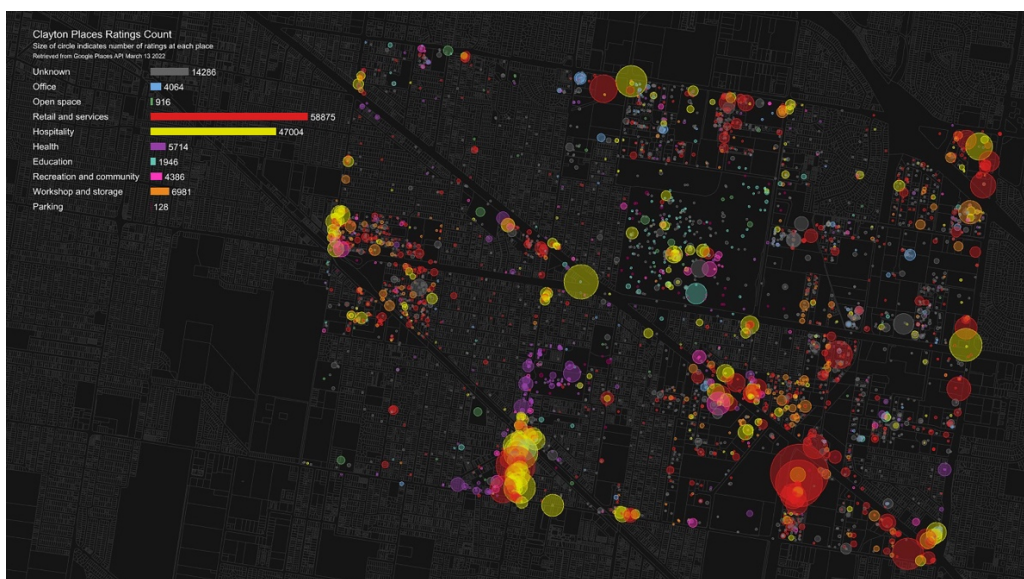 Clayton Places Ratings Count
Size of circle indicates number of ratings at each place
Retrieved from Google Places API March 13 2022
Unknown 14286
Office 4064
Open space 916
Retail and services 58875
Hospitality 47004
Health 5714
Education 1946
Recreation and community 4386
Workshop and storage 6981
Parking 128